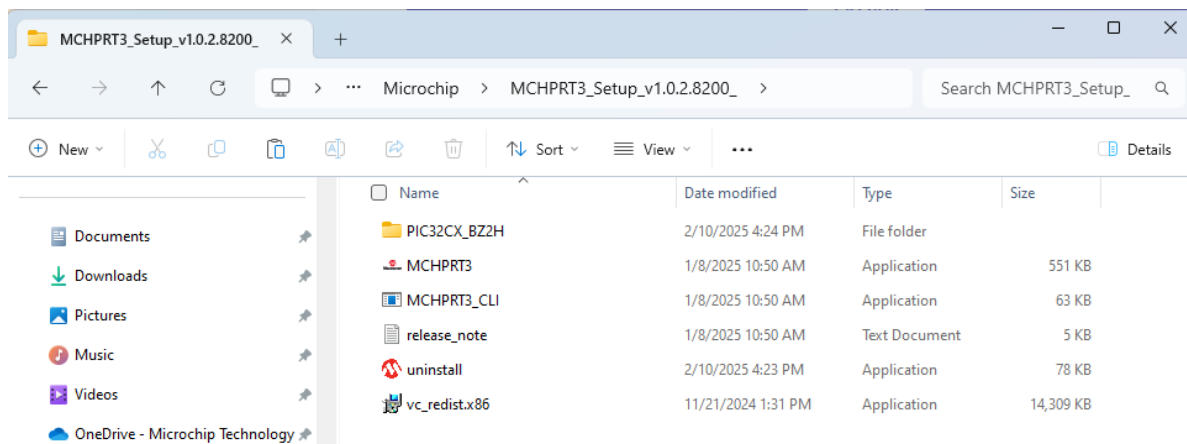 MCHPRT3_Setup_v1.0.2.8200_
Microchip > MCHPRT3_Setup_v1.0.2.8200_ > Search MCHPRT3_Setup_
New Sort View ... Details
Name Date modified Type Size
Documents
Downloads
Pictures
Music
Videos
OneDrive - Microchip Technology
PIC32CX_BZ2H 2/10/2025 4:24 PM File folder
MCHPRT3 1/8/2025 10:50 AM Application 551 KB
MCHPRT3_CLI 1/8/2025 10:50 AM Application 63 KB
release_note 1/8/2025 10:50 AM Text Document 5 KB
uninstall 2/10/2025 4:23 PM Application 78 KB
vc_redist.x86 11/21/2024 1:31 PM Application 14,309 KB